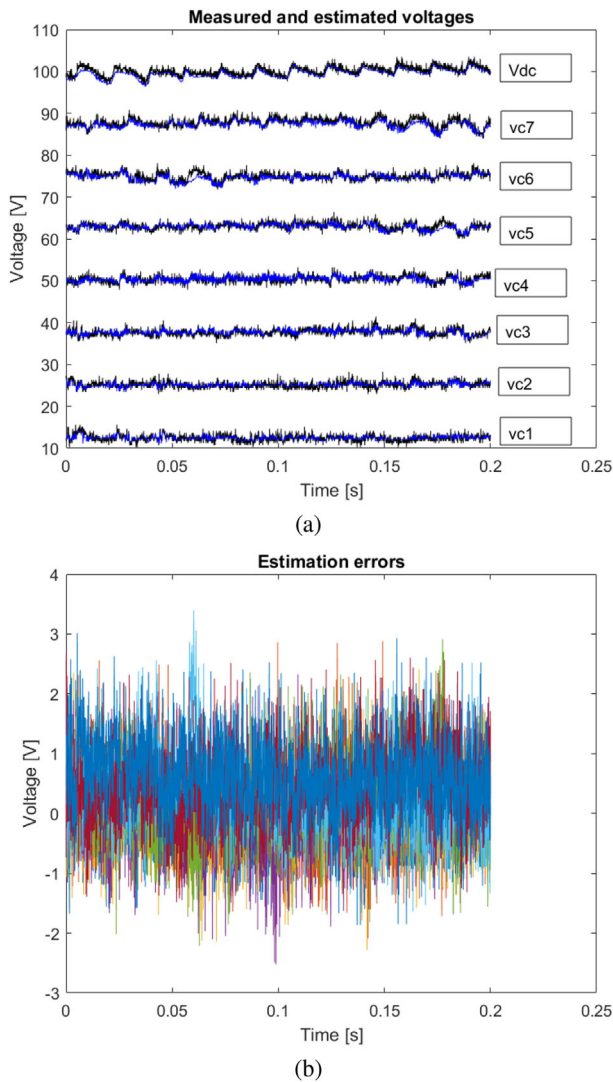 Measured and estimated voltages
110
100
90
80
70
60
50
40
30
20
10
Voltage [V]
Vdc
vc7
vc6
vc5
vc4
vc3
vc2
vc1
0
0.05
0.1
0.15
0.2
0.25
Time [s]
(a)
Estimation errors
4
3
2
1
0
-1
-2
-3
Voltage [V]
0
0.05
0.1
0.15
0.2
0.25
Time [s]
(b)